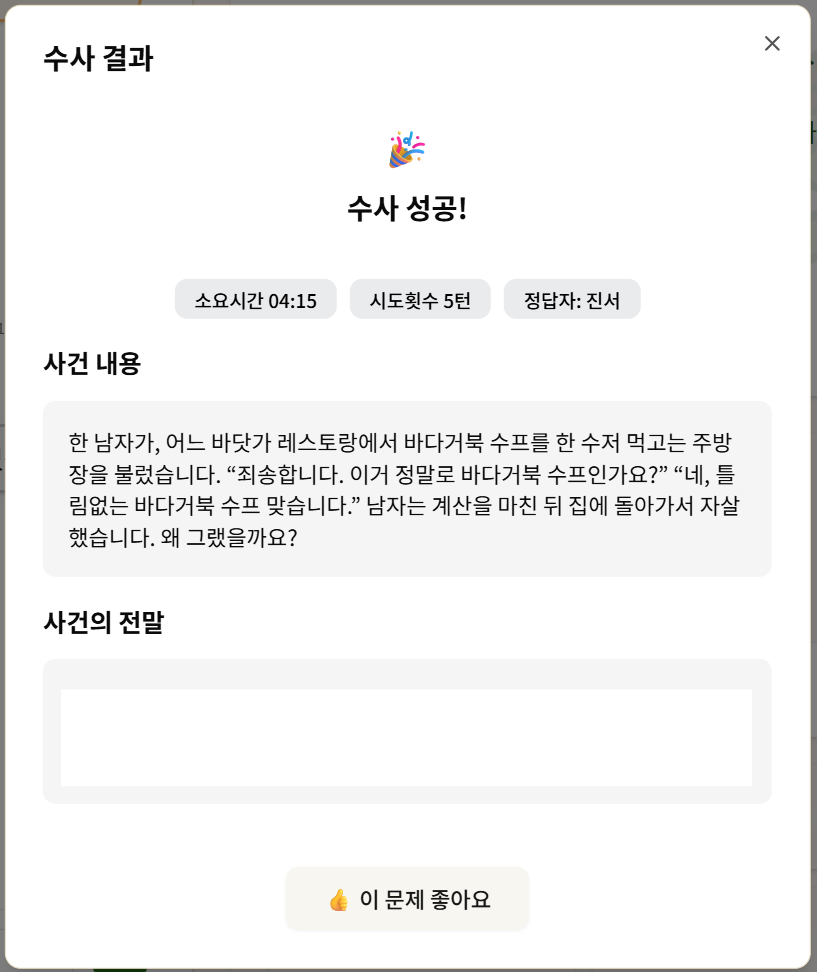 수사 결과
수사 성공!
소요시간 04:15
시도횟수 5턴
정답자: 진서
사건 내용
한 남자가, 어느 바닷가 레스토랑에서 바다거북 수프를 한 수저 먹고는 주방
장을 불렀습니다. “죄송합니다. 이거 정말로 바다거북 수프인가요?” “네, 틀
림없는 바다거북 수프 맞습니다.” 남자는 계산을 마친 뒤 집에 돌아가서 자살
했습니다. 왜 그랬을까요?
사건의 전말
👍 이 문제 좋아요